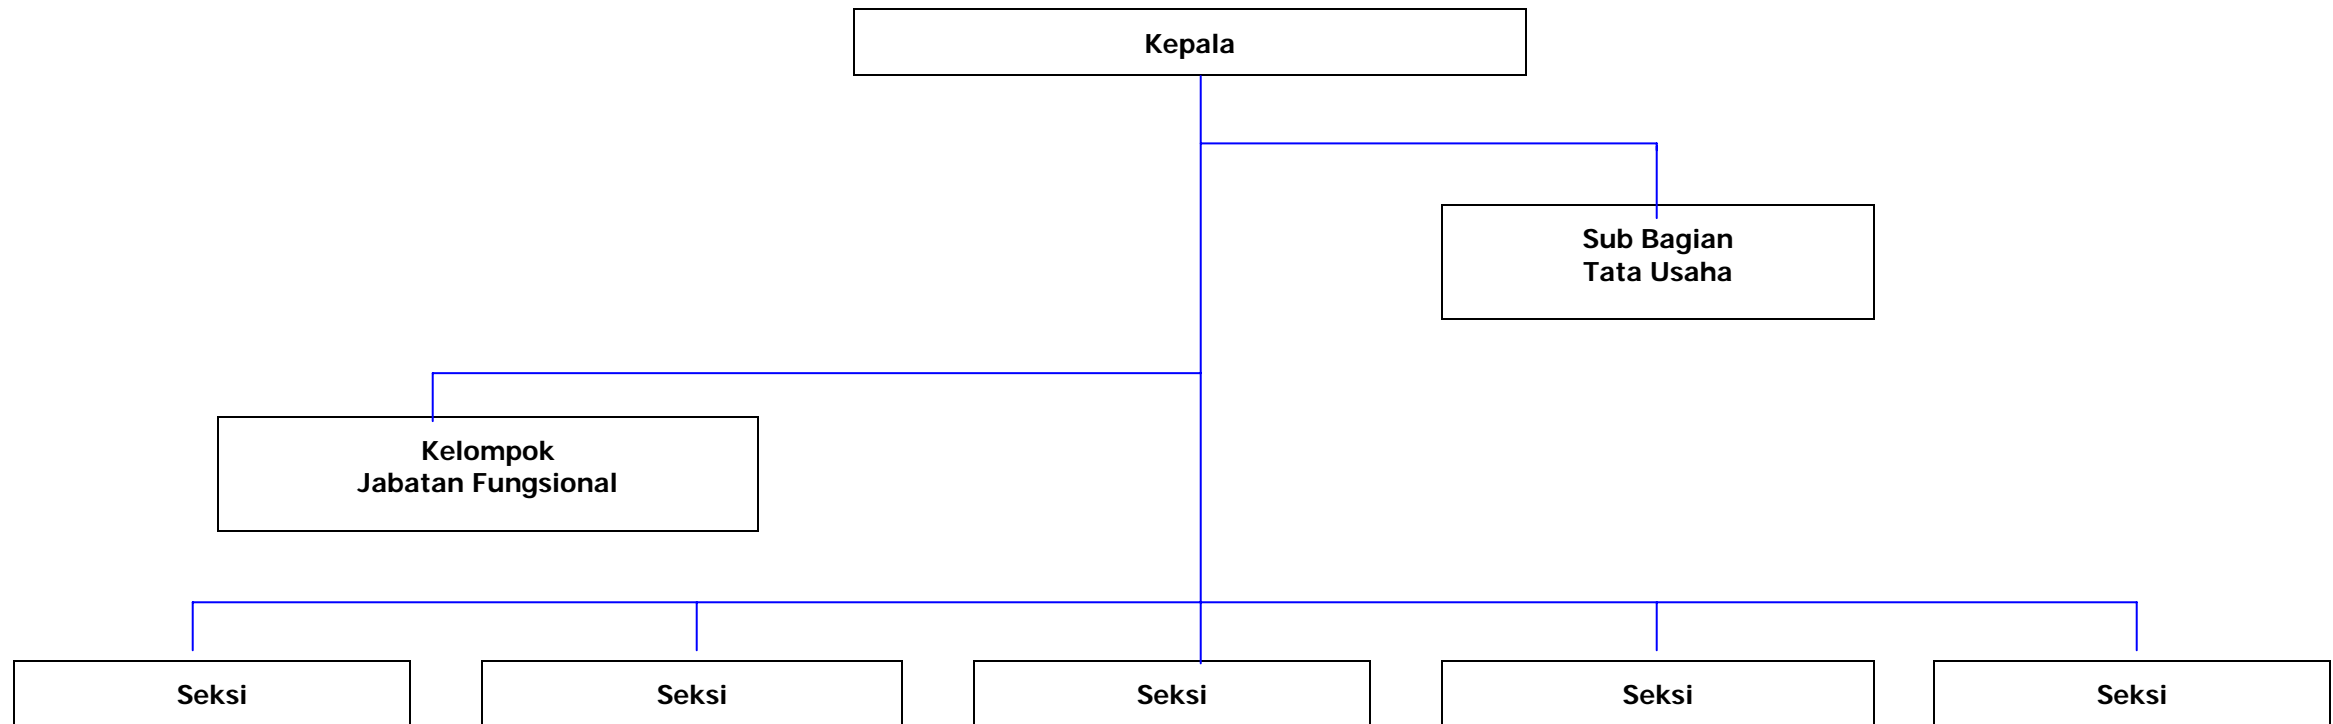 Kepala
Sub Bagian
Tata Usaha
Kelompok
Jabatan Fungsional
Seksi
Seksi
Seksi
Seksi
Seksi